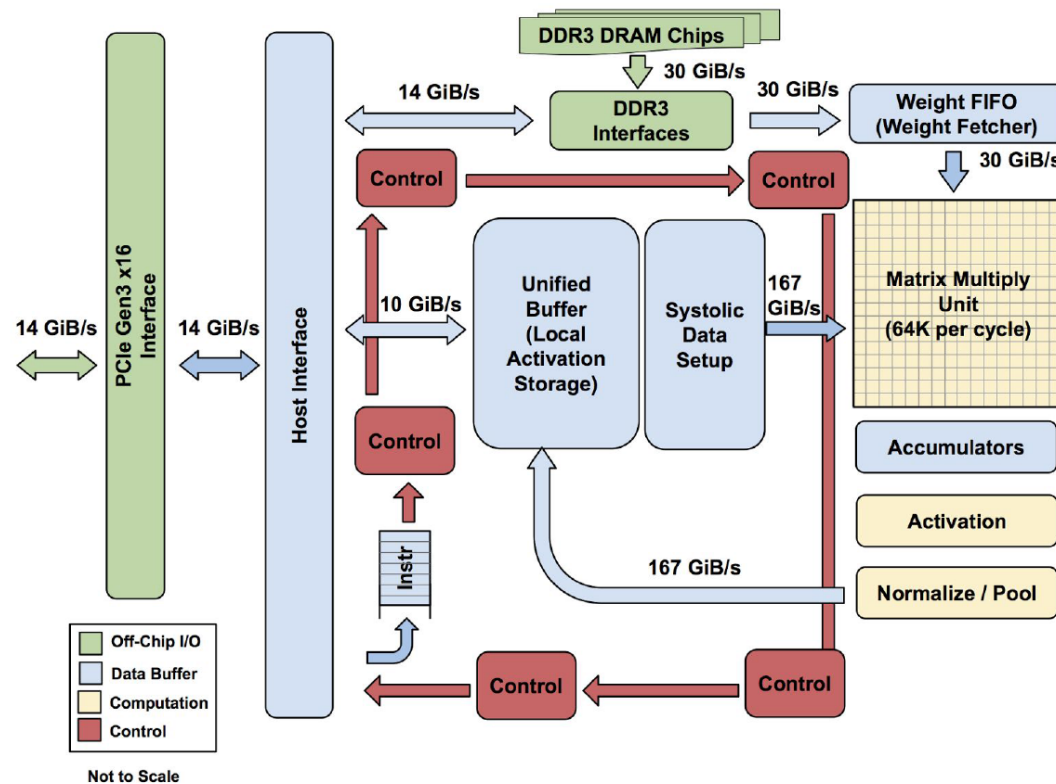 DDR3 DRAM Chips
30 GiB/s
14 GiB/s
DDR3
Interfaces
30 GiB/s
Weight FIFO
(Weight Fetcher)
30 GiB/s
Control
Control
PCIe Gen3 x16
Interface
14 GiB/s
14 GiB/s
Host Interface
10 GiB/s
Unified
Buffer
(Local
Activation
Storage)
Systolic
Data
Setup
167
GiB/s
Matrix Multiply
Unit
(64K per cycle)
Control
Accumulators
Activation
Instr
167 GiB/s
Normalize / Pool
Off-Chip I/O
Data Buffer
Computation
Control
Control
Control
Not to Scale